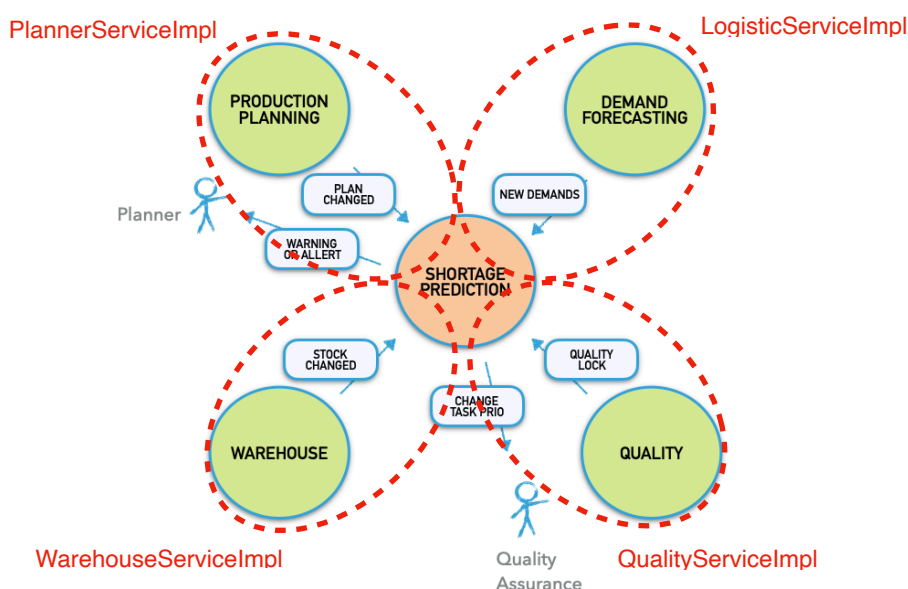 PlannerServiceImpl
LogisticServiceImpl
PRODUCTION
PLANNING
DEMAND
FORECASTING
PLAN
CHANGED
NEW DEMANDS
Planner
WARNING
OR ALLERT
SHORTAGE
PREDICTION
STOCK
CHANGED
QUALITY
LOCK
CHANGE
TASK PRIO
WAREHOUSE
QUALITY
WarehouseServiceImpl
Quality
Assurance
QualityServiceImpl